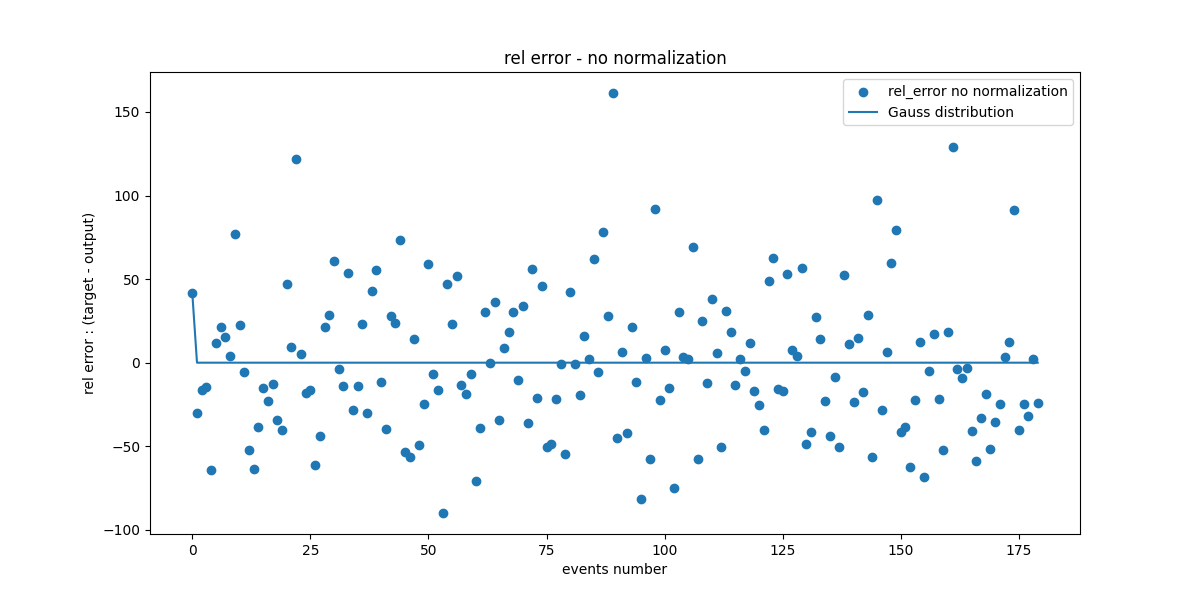 rel error - no normalization
rel_error no normalization
Gauss distribution
150
100
50
0
−50
−100
rel error : (target - output)
0 25 50 75 100 125 150 175
events number